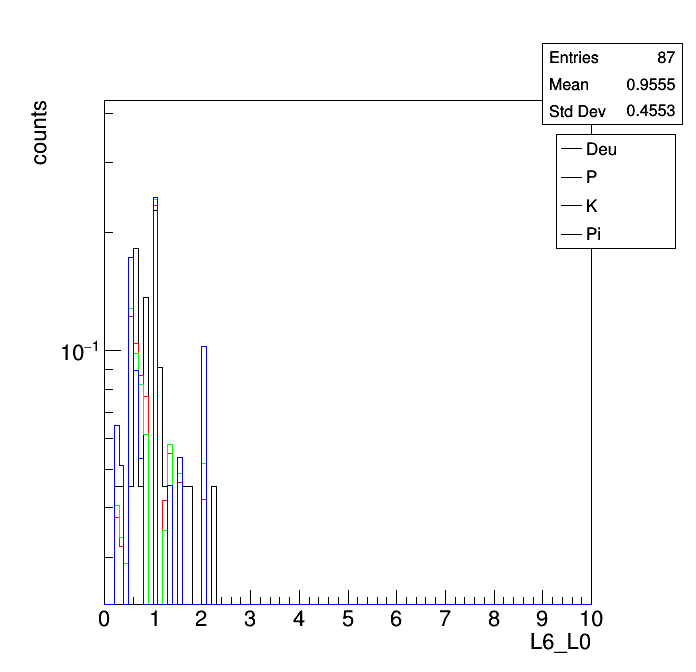 Entries 87
Mean 0.9555
Std Dev 0.4553
counts
Deu
P
K
Pi
10⁻¹
0 1 2 3 4 5 6 7 8 9 10
L6_L0